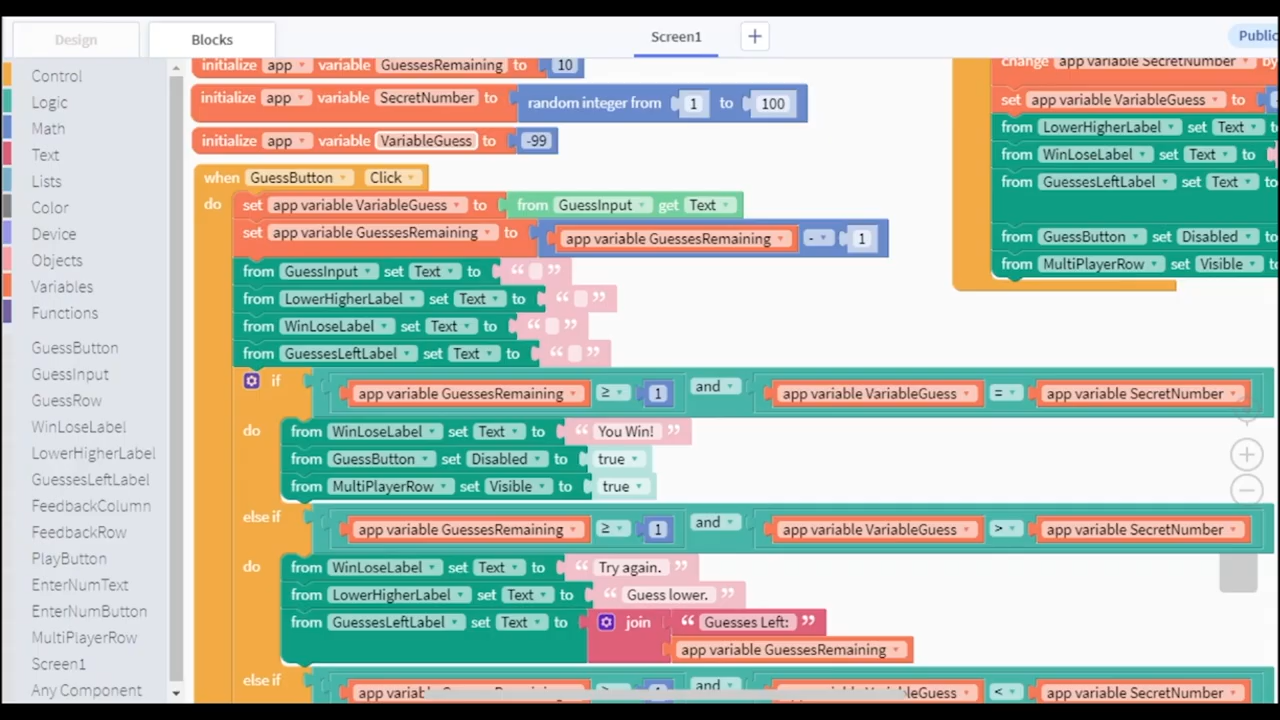 Design
Blocks
Screen1
+
Public
Control
Logic
Math
Text
Lists
Color
Device
Objects
Variables
Functions
GuessButton
GuessInput
GuessRow
WinLoseLabel
LowerHigherLabel
GuessesLeftLabel
FeedbackColumn
FeedbackRow
PlayButton
EnterNumText
EnterNumButton
MultiPlayerRow
Screen1
Any Component
initialize app variable GuessesRemaining to 10
initialize app variable SecretNumber to random integer from 1 to 100
initialize app variable VariableGuess to -99
when GuessButton Click
do set app variable VariableGuess to from GuessInput get Text
set app variable GuessesRemaining to app variable GuessesRemaining - 1
from GuessInput set Text to “ ”
from LowerHigherLabel set Text to “ ”
from WinLoseLabel set Text to “ ”
from GuessesLeftLabel set Text to “ ”
if app variable GuessesRemaining ≥ 1 and app variable VariableGuess = app variable SecretNumber
do from WinLoseLabel set Text to “ You Win! ”
from GuessButton set Disabled to true
from MultiPlayerRow set Visible to true
else if app variable GuessesRemaining ≥ 1 and app variable VariableGuess > app variable SecretNumber
do from WinLoseLabel set Text to “ Try again. ”
from LowerHigherLabel set Text to “ Guess lower. ”
from GuessesLeftLabel set Text to join “ Guesses Left: ”
app variable GuessesRemaining
else if app variable GuessesRemaining ≥ 1 and app variable VariableGuess < app variable SecretNumber
change app variable SecretNumber by
set app variable VariableGuess to
from LowerHigherLabel set Text to
from WinLoseLabel set Text to
from GuessesLeftLabel set Text
from GuessButton set Disabled to
from MultiPlayerRow set Visible to